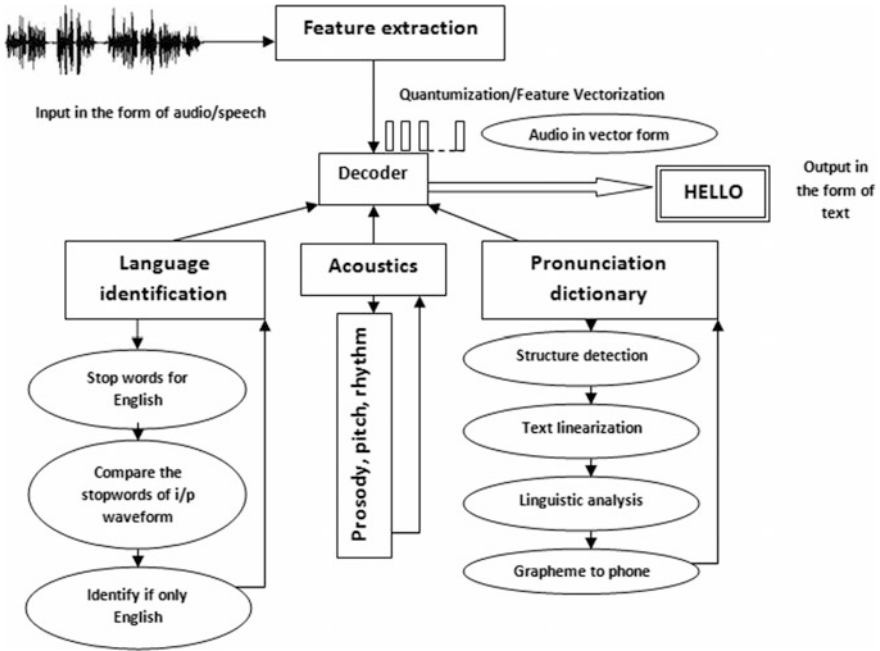 Feature extraction
Input in the form of audio/speech
Quantumization/Feature Vectorization
Audio in vector form
Decoder
HELLO
Output in
the form of
text
Language
identification
Acoustics
Pronunciation
dictionary
Stop words for
English
Compare the
stopwords of i/p
waveform
Identify if only
English
Prosody, pitch, rhythm
Structure detection
Text linearization
Linguistic analysis
Grapheme to phone